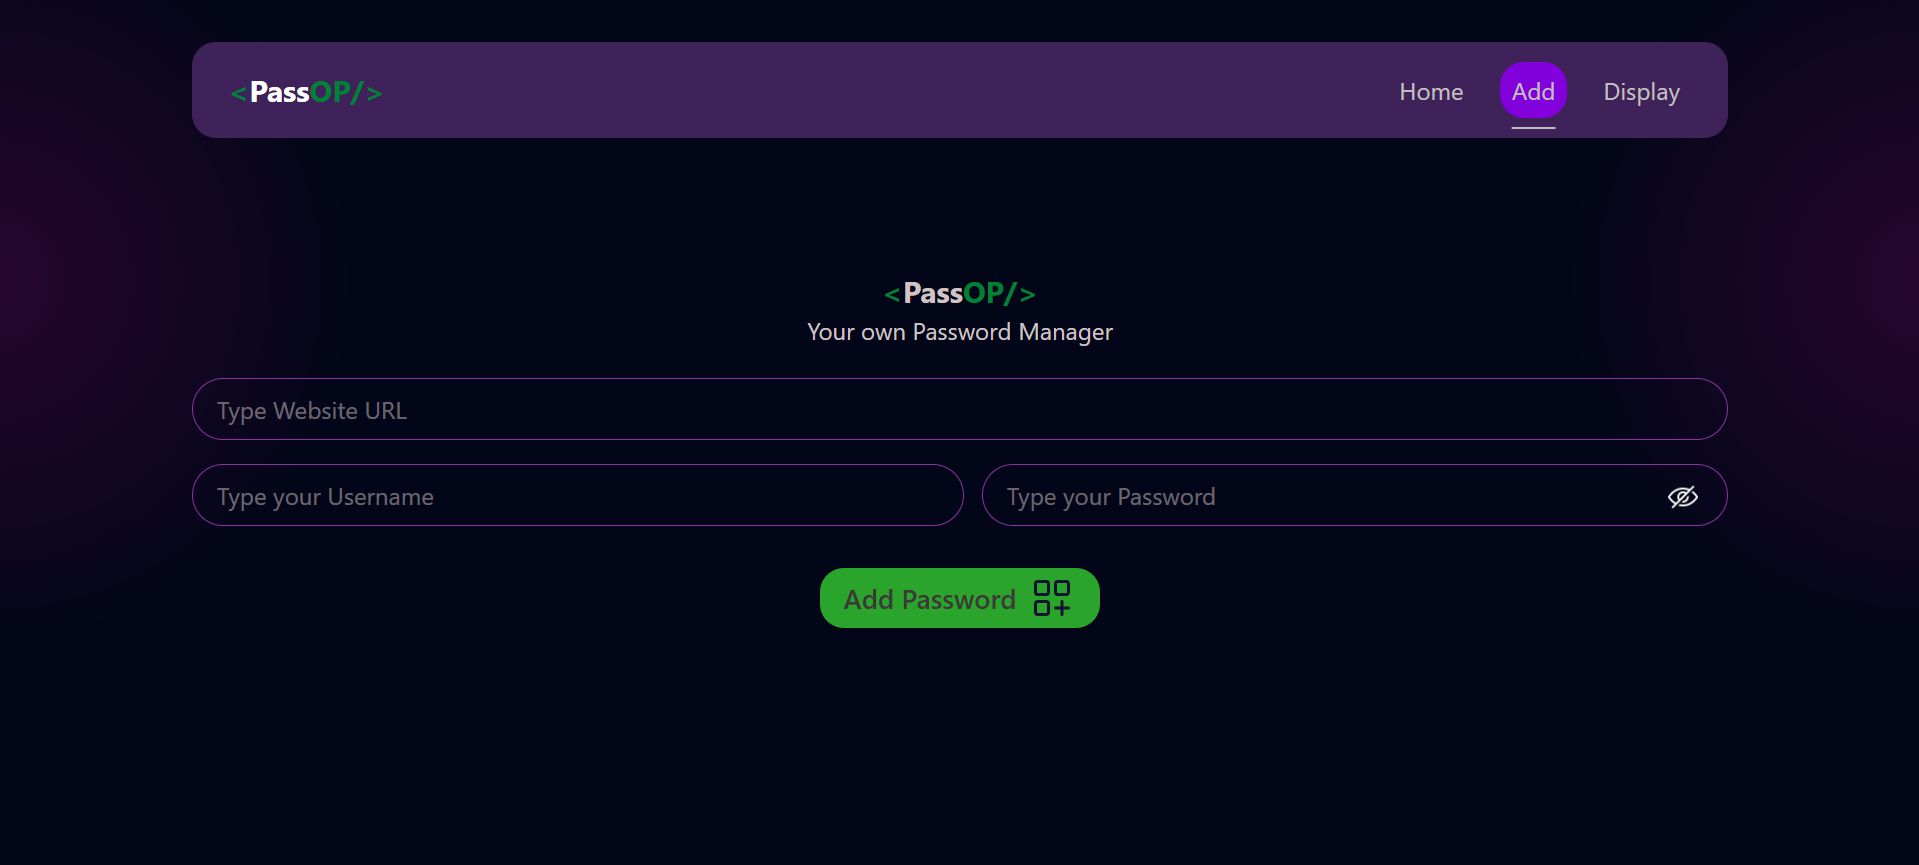 <PassOP/>
Home
Add
Display
<PassOP/>
Your own Password Manager
Type Website URL
Type your Username
Type your Password
Add Password